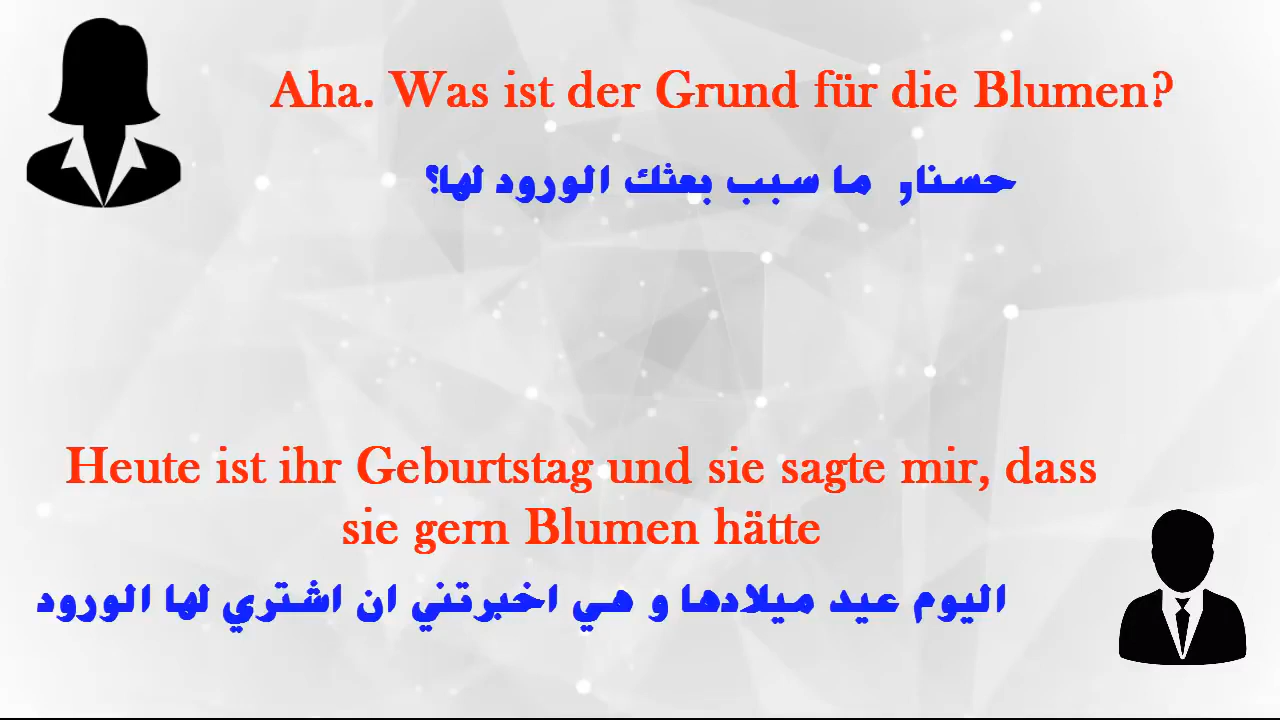 Aha. Was ist der Grund für die Blumen?
حسنا, ما سبب بعثك الورود لها؟
Heute ist ihr Geburtstag und sie sagte mir, dass
sie gern Blumen hätte
اليوم عيد ميلادها و هي اخبرتني ان اشتري لها الورود